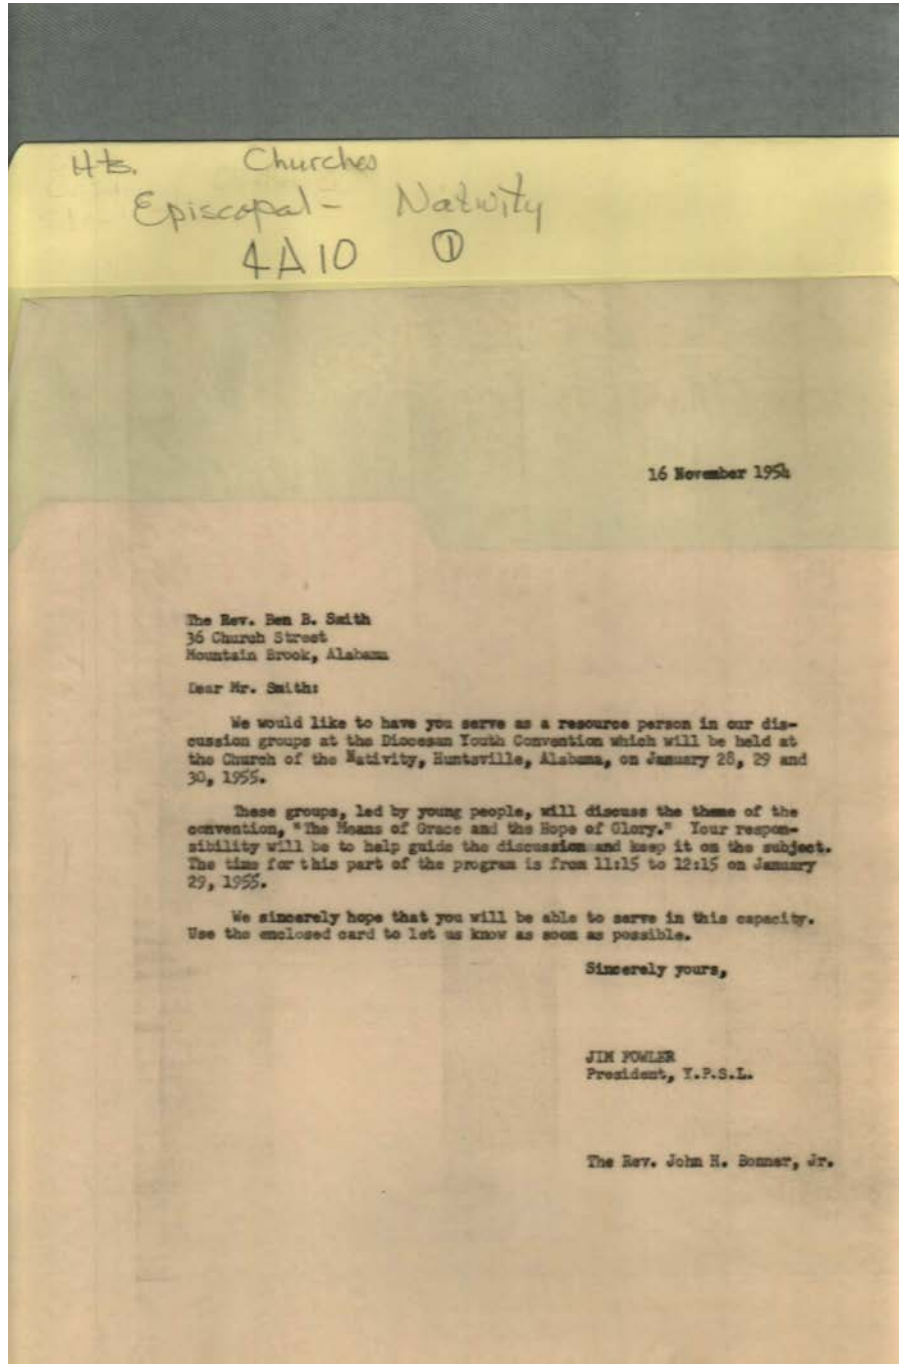 Hts. Churches
Episcopal - Nativity
4A10 ①
16 November 1954
The Rev. Ben B. Smith
36 Church Street
Mountain Brook, Alabama
Dear Mr. Smith:
We would like to have you serve as a resource person in our dis-
cussion groups at the Diocesan Youth Convention which will be held at
the Church of the Nativity, Huntsville, Alabama, on January 28, 29 and
30, 1955.
These groups, led by young people, will discuss the theme of the
convention, "The Means of Grace and the Hope of Glory." Your respon-
sibility will be to help guide the discussion and keep it on the subject.
The time for this part of the program is from 11:15 to 12:15 on January
29, 1955.
We sincerely hope that you will be able to serve in this capacity.
Use the enclosed card to let us know as soon as possible.
Sincerely yours,
JIM FOWLER
President, Y.P.S.L.
The Rev. John H. Bonner, Jr.